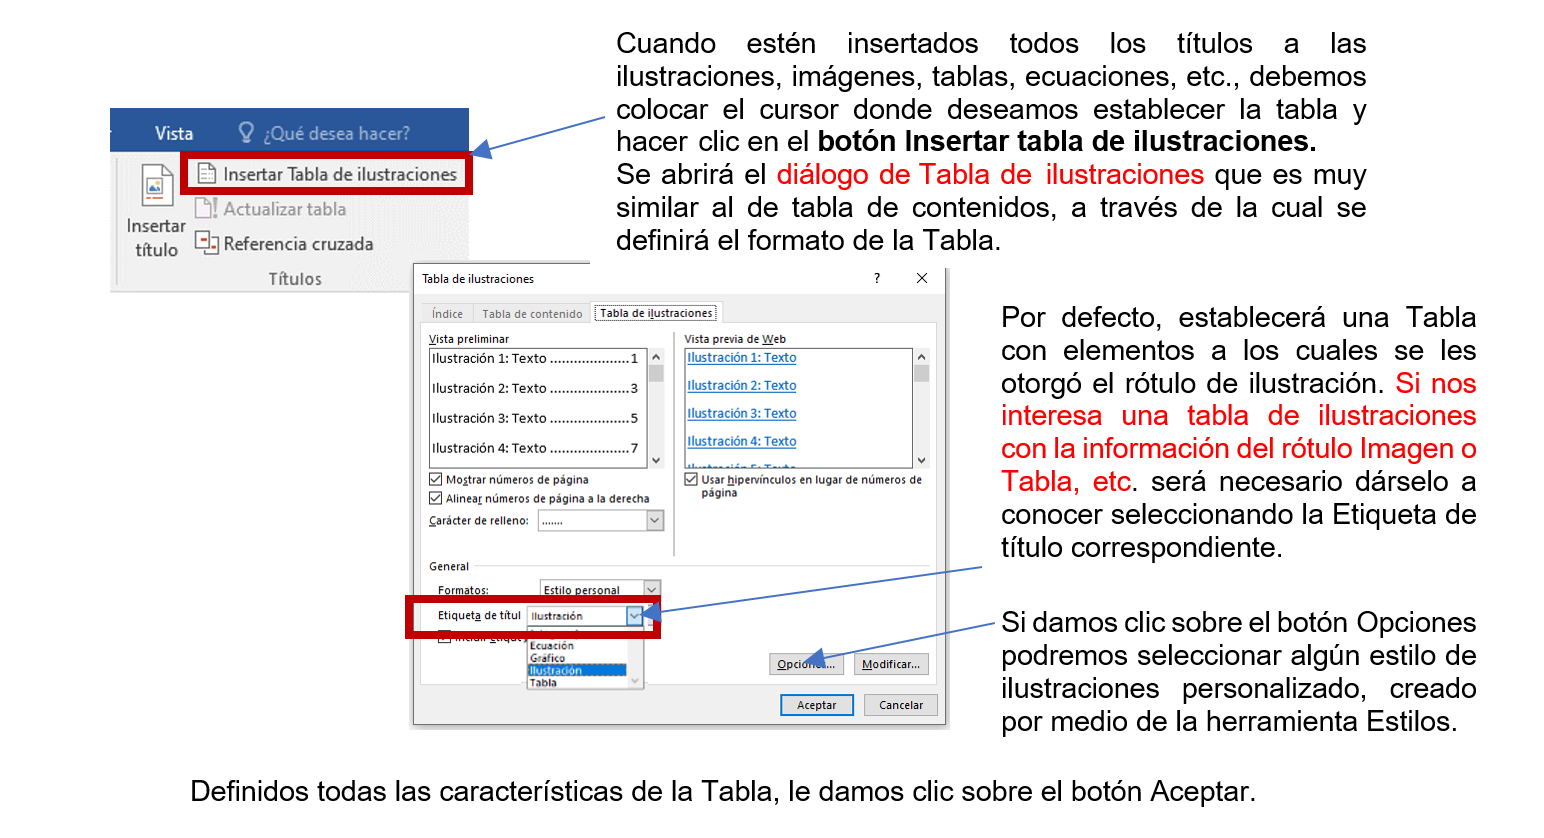 Cuando estén insertados todos los títulos a las
ilustraciones, imágenes, tablas, ecuaciones, etc., debemos
colocar el cursor donde deseamos establecer la tabla y
hacer clic en el botón Insertar tabla de ilustraciones.
Se abrirá el diálogo de Tabla de ilustraciones que es muy
similar al de tabla de contenidos, a través de la cual se
definirá el formato de la Tabla.
Vista ¿Qué desea hacer?
Insertar Tabla de ilustraciones
Actualizar tabla
Insertar
título
Referencia cruzada
Títulos
Tabla de ilustraciones ? ×
Índice Tabla de contenido Tabla de ilustraciones
Vista preliminar
Ilustración 1: Texto ....................1
Ilustración 2: Texto ....................3
Ilustración 3: Texto ....................5
Ilustración 4: Texto ....................7
Vista previa de Web
Ilustración 1: Texto
Ilustración 2: Texto
Ilustración 3: Texto
Ilustración 4: Texto
Mostrar números de página
Alinear números de página a la derecha
Carácter de relleno: .......
Usar hipervínculos en lugar de números de
página
General
Formatos: Estilo personal
Etiqueta de títul Ilustración
Ecuación
Gráfico
Ilustración
Tabla
Opciones... Modificar...
Aceptar Cancelar
Por defecto, establecerá una Tabla
con elementos a los cuales se les
otorgó el rótulo de ilustración. Si nos
interesa una tabla de ilustraciones
con la información del rótulo Imagen o
Tabla, etc. será necesario dárselo a
conocer seleccionando la Etiqueta de
título correspondiente.
Si damos clic sobre el botón Opciones
podremos seleccionar algún estilo de
ilustraciones personalizado, creado
por medio de la herramienta Estilos.
Definidos todas las características de la Tabla, le damos clic sobre el botón Aceptar.